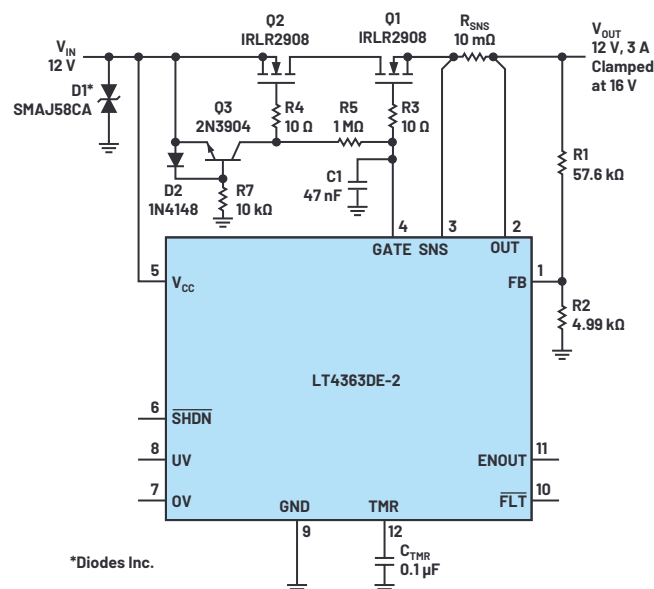 Q2
IRLR2908
Q1
IRLR2908
RSNS
10 mΩ
VIN
12 V
VOUT
12 V, 3 A
Clamped
at 16 V
D1*
SMAJ58CA
Q3
2N3904
R4
10 Ω
R5
1 MΩ
R3
10 Ω
D2
1N4148
R7
10 kΩ
C1
47 nF
R1
57.6 kΩ
4
3
2
GATE SNS
OUT
5
VCC
FB
1
R2
4.99 kΩ
LT4363DE-2
6
SHDN
8
UV
ENOUT
11
7
OV
FLT
10
GND
TMR
9
12
CTMR
0.1 µF
*Diodes Inc.